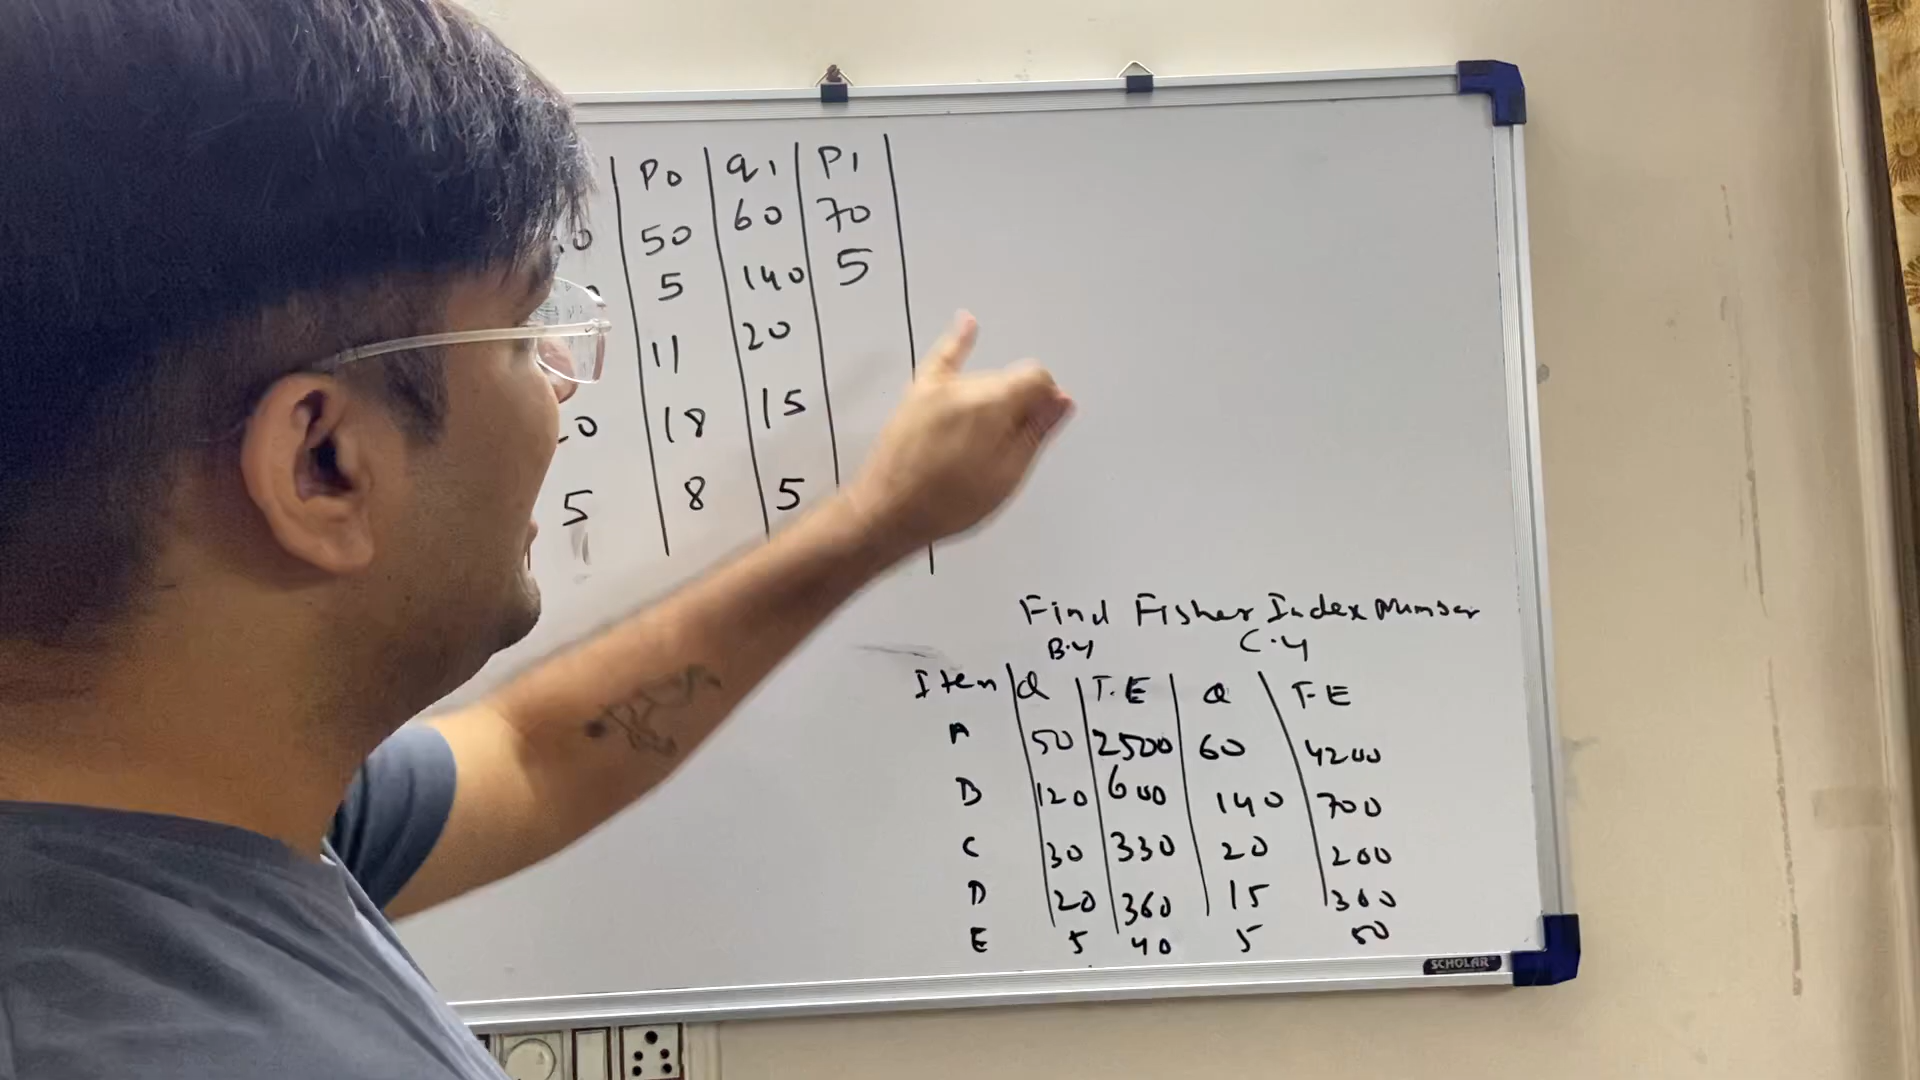 P0 | q1 | P1
50 | 60 | 70
5 | 140 | 5
11 | 20
18 | 15
5 | 8 | 5
Find Fisher Index Number
B.Y C.Y
Item | Q | T.E | Q | T.E
A 50 | 2500 | 60 4200
B 120 | 600 140 700
C 30 | 330 20 200
D 20 | 360 15 300
E 5 40 5 50
SCHOLAR